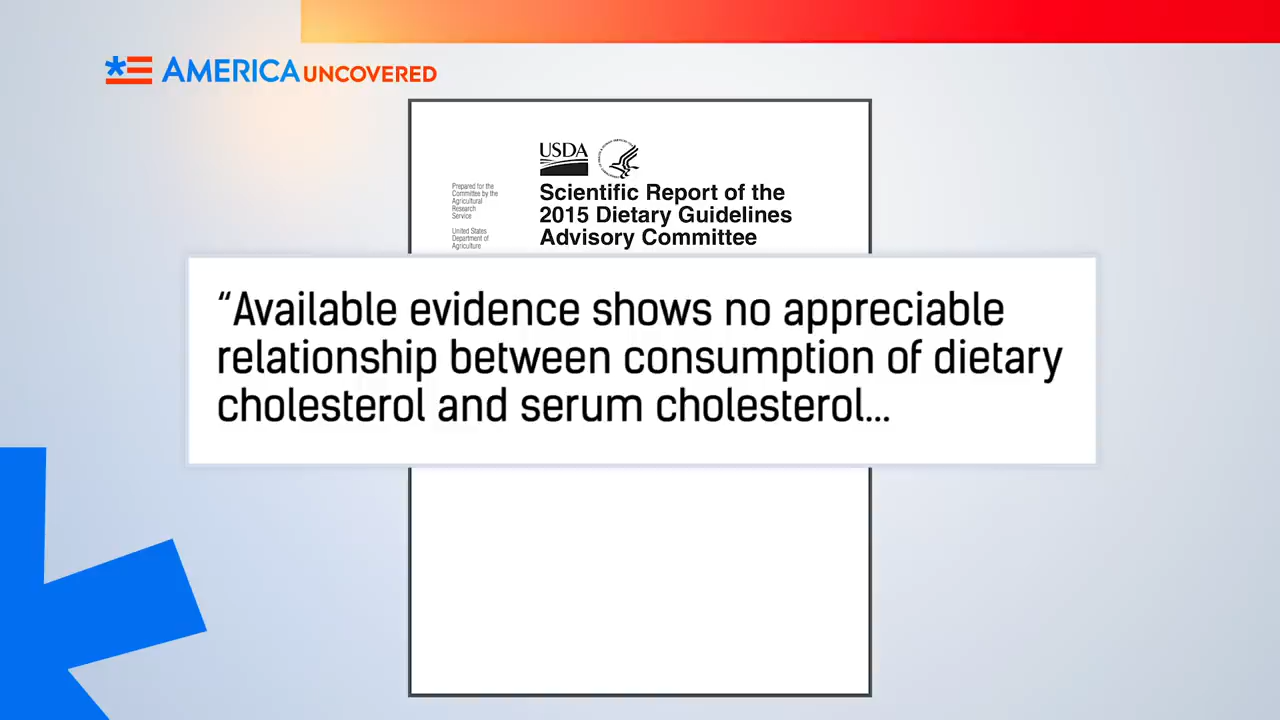 AMERICA UNCOVERED
USDA
Prepared for the
Committee by the
Agricultural
Research
Service
United States
Department of
Agriculture
Scientific Report of the
2015 Dietary Guidelines
Advisory Committee
“Available evidence shows no appreciable
relationship between consumption of dietary
cholesterol and serum cholesterol...